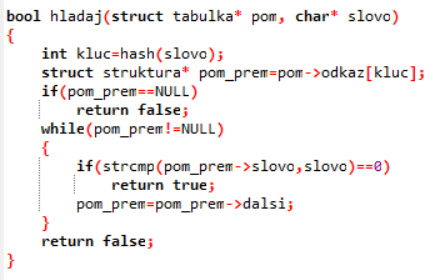 bool hladaj(struct tabulka* pom, char* slovo)
{
    int kluc=hash(slovo);
    struct struktura* pom_prem=pom->odkaz[kluc];
    if(pom_prem==NULL)
        return false;
    while(pom_prem!=NULL)
    {
        if(strcmp(pom_prem->slovo,slovo)==0)
            return true;
        pom_prem=pom_prem->dalsi;
    }
    return false;
}